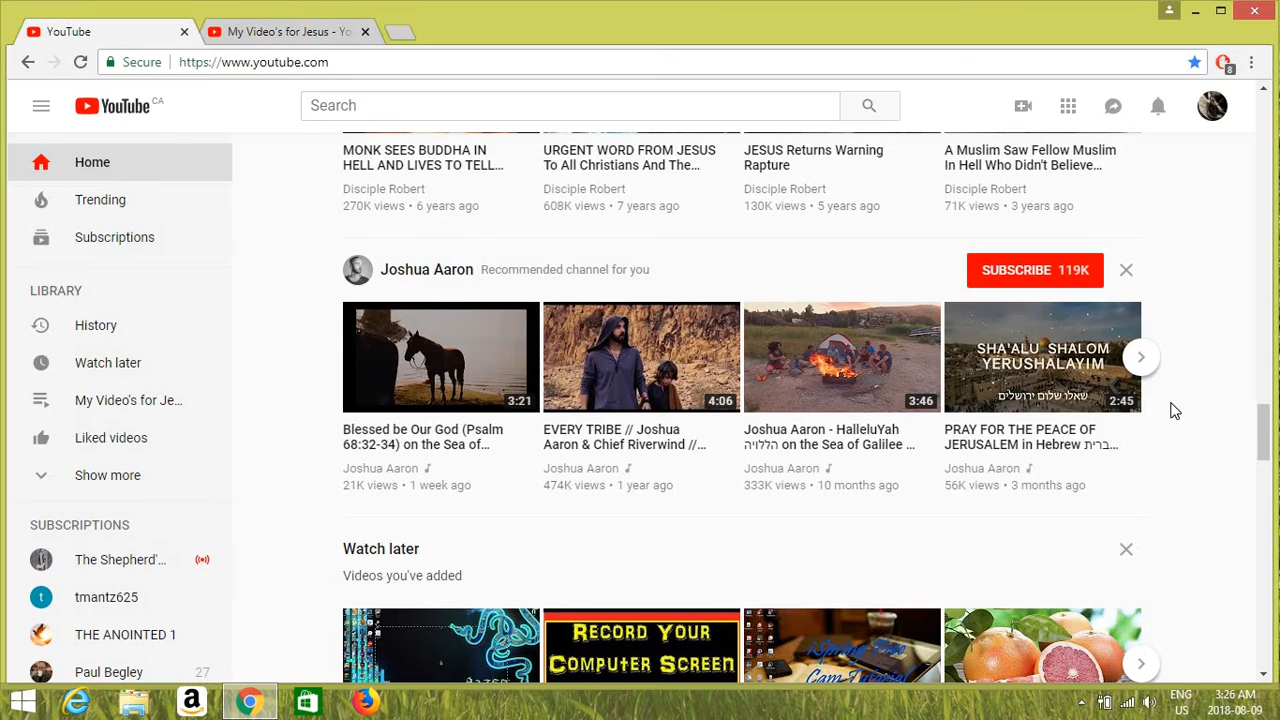 YouTube
My Video's for Jesus - Yo
Secure
https://www.youtube.com
8
YouTube CA
Search
Home
Trending
Subscriptions
LIBRARY
History
Watch later
My Video's for Je...
Liked videos
Show more
SUBSCRIPTIONS
The Shepherd'...
tmantz625
THE ANOINTED 1
Paul Begley 27
MONK SEES BUDDHA IN
HELL AND LIVES TO TELL...
Disciple Robert
270K views • 6 years ago
URGENT WORD FROM JESUS
To All Christians And The...
Disciple Robert
608K views • 7 years ago
JESUS Returns Warning
Rapture
Disciple Robert
130K views • 5 years ago
A Muslim Saw Fellow Muslim
In Hell Who Didn't Believe...
Disciple Robert
71K views • 3 years ago
Joshua Aaron Recommended channel for you
SUBSCRIBE 119K
3:21
Blessed be Our God (Psalm
68:32-34) on the Sea of...
Joshua Aaron
21K views • 1 week ago
4:06
EVERY TRIBE // Joshua
Aaron & Chief Riverwind //...
Joshua Aaron
474K views • 1 year ago
3:46
Joshua Aaron - HalleluYah
הללויה on the Sea of Galilee ...
Joshua Aaron
333K views • 10 months ago
SHA'ALU SHALOM
YERUSHALAYIM
שאלו שלום ירושלים
2:45
PRAY FOR THE PEACE OF
JERUSALEM in Hebrew ברית...
Joshua Aaron
56K views • 3 months ago
Watch later
Videos you've added
RECORD YOUR
COMPUTER SCREEN
ENG
US
3:26 AM
2018-08-09